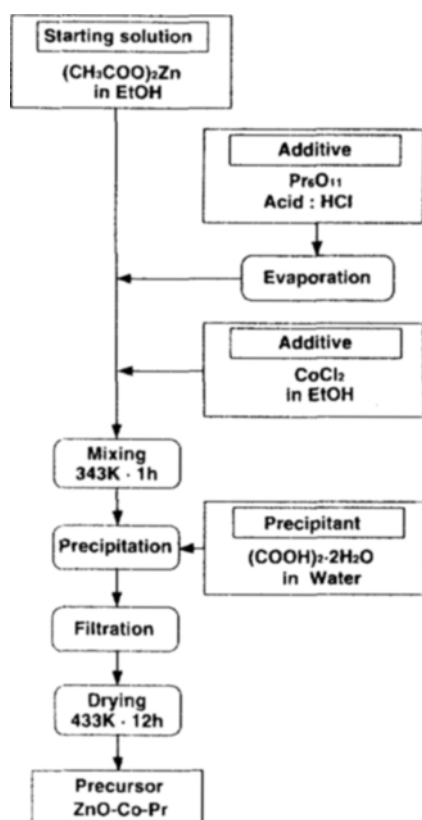 Starting solution
(CH₃COO)₂Zn
in EtOH
Additive
Pr₆O₁₁
Acid : HCl
Evaporation
Additive
CoCl₂
in EtOH
Mixing
343K · 1h
Precipitation
Precipitant
(COOH)₂·2H₂O
in Water
Filtration
Drying
433K · 12h
Precursor
ZnO-Co-Pr